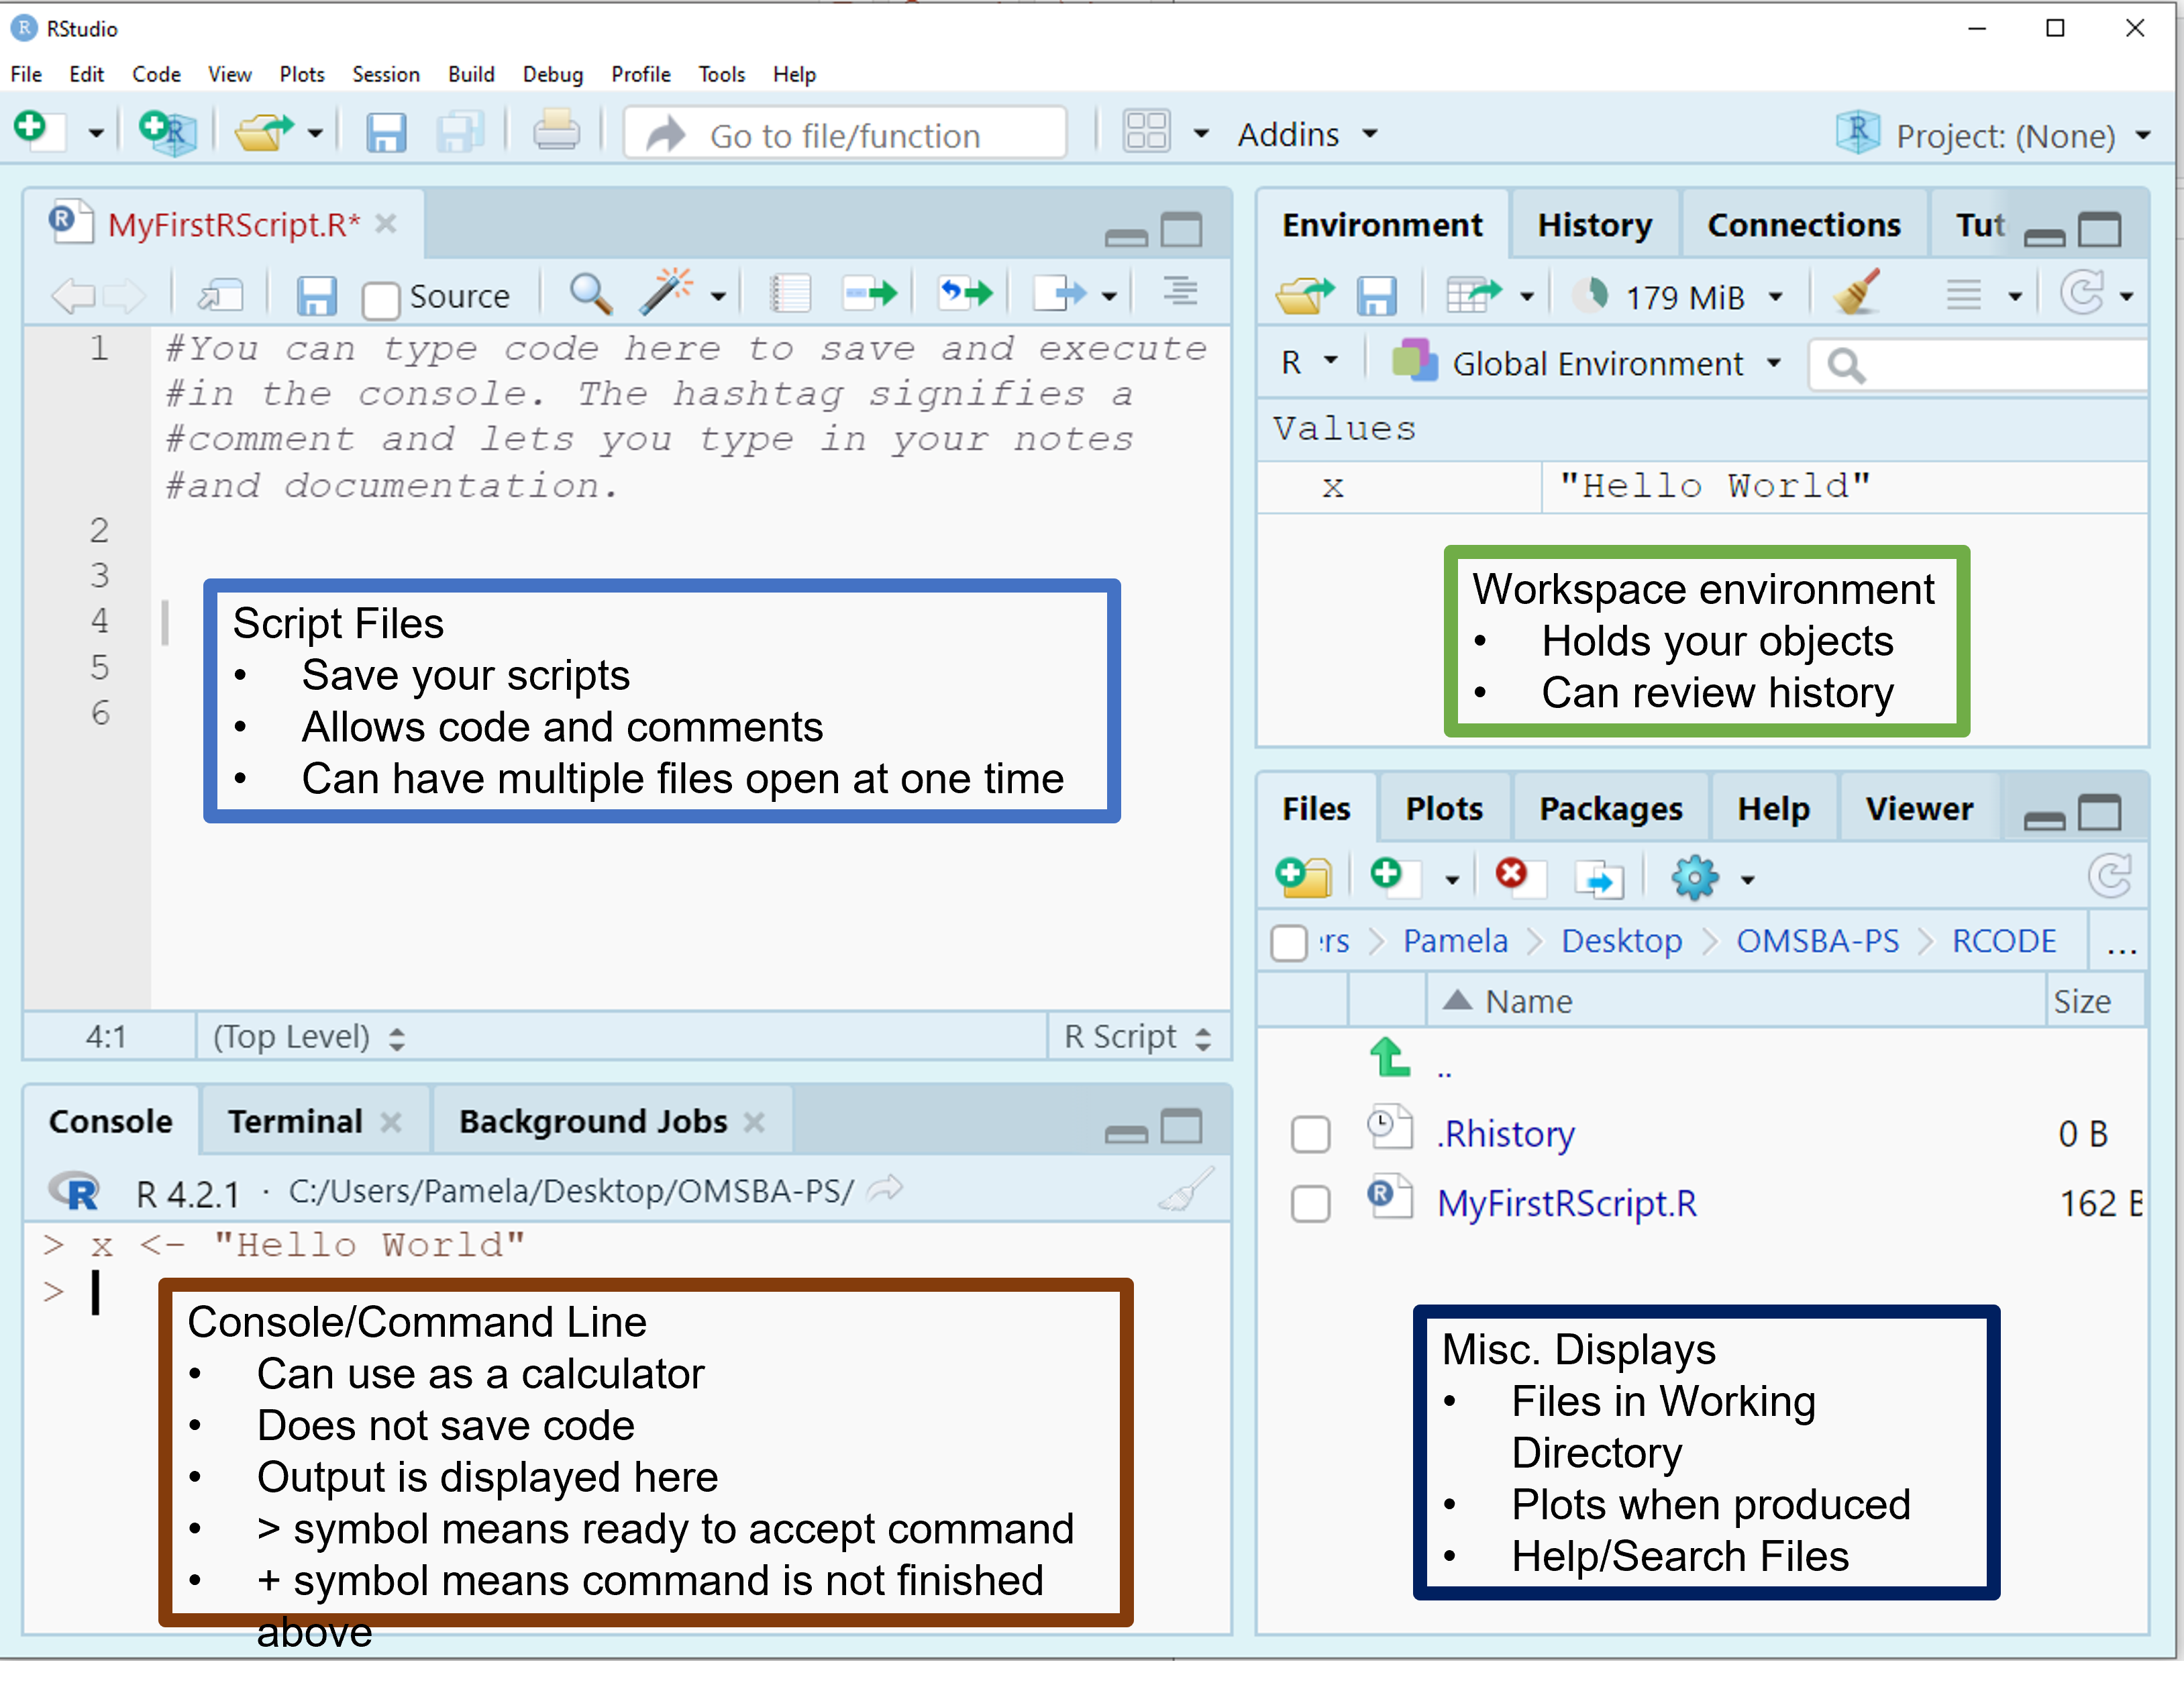 RStudio
File Edit Code View Plots Session Build Debug Profile Tools Help
Go to file/function
Addins
Project: (None)
MyFirstRScript.R*
Source
1 #You can type code here to save and execute
#in the console. The hashtag signifies a
#comment and lets you type in your notes
#and documentation.
2
3
4
5
6
Script Files
• Save your scripts
• Allows code and comments
• Can have multiple files open at one time
4:1 (Top Level) R Script
Console Terminal Background Jobs
R 4.2.1 · C:/Users/Pamela/Desktop/OMSBA-PS/
> x <- "Hello World"
>
Console/Command Line
• Can use as a calculator
• Does not save code
• Output is displayed here
• > symbol means ready to accept command
• + symbol means command is not finished
above
Environment History Connections Tut
179 MiB
R Global Environment
Values
x "Hello World"
Workspace environment
• Holds your objects
• Can review history
Files Plots Packages Help Viewer
rs Pamela Desktop OMSBA-PS RCODE ...
Name Size
..
.Rhistory 0 B
MyFirstRScript.R 162 B
Misc. Displays
• Files in Working
Directory
• Plots when produced
• Help/Search Files